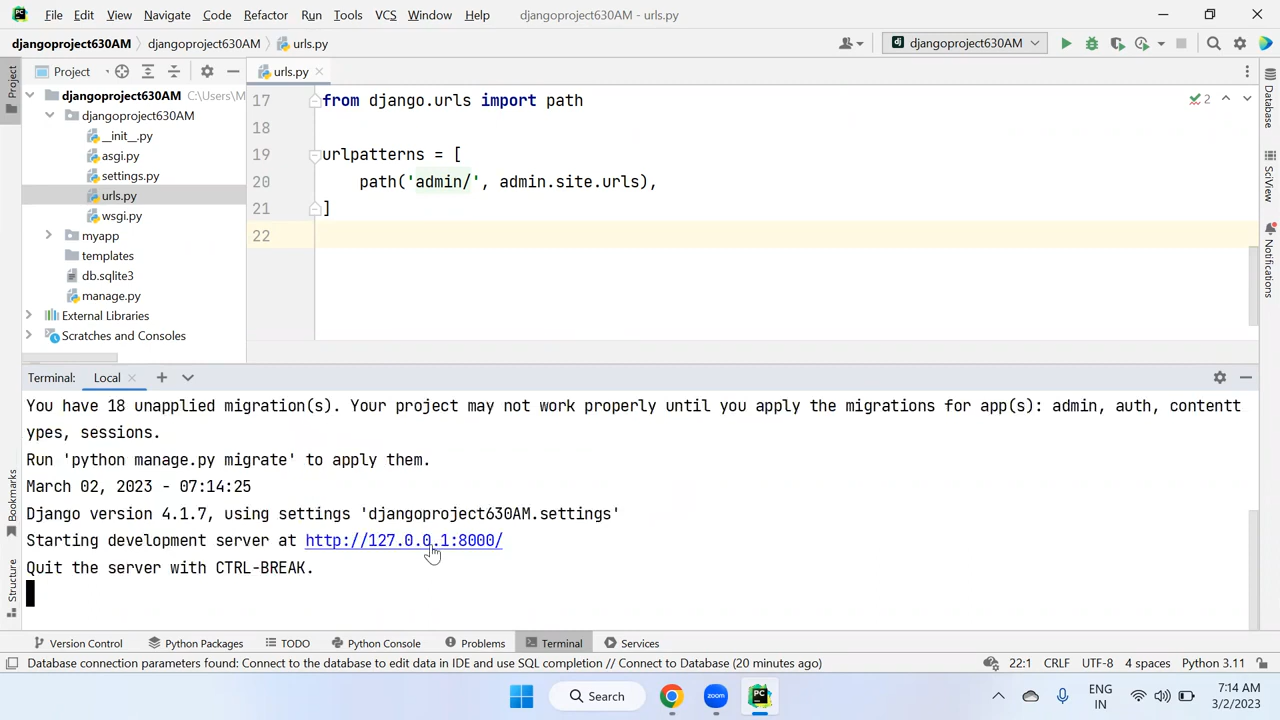 File Edit View Navigate Code Refactor Run Tools VCS Window Help djangoproject630AM - urls.py
djangoproject630AM djangoproject630AM urls.py djangoproject630AM
Project urls.py
Project
djangoproject630AM C:\Users\M
djangoproject630AM
__init__.py
asgi.py
settings.py
urls.py
wsgi.py
myapp
templates
db.sqlite3
manage.py
External Libraries
Scratches and Consoles
17 from django.urls import path
18
19 urlpatterns = [
20 path('admin/', admin.site.urls),
21 ]
22
2
Database
SciView
Notifications
Terminal: Local
You have 18 unapplied migration(s). Your project may not work properly until you apply the migrations for app(s): admin, auth, contentt
ypes, sessions.
Run 'python manage.py migrate' to apply them.
March 02, 2023 - 07:14:25
Django version 4.1.7, using settings 'djangoproject630AM.settings'
Starting development server at http://127.0.0.1:8000/
Quit the server with CTRL-BREAK.
Bookmarks
Structure
Version Control Python Packages TODO Python Console Problems Terminal Services
Database connection parameters found: Connect to the database to edit data in IDE and use SQL completion // Connect to Database (20 minutes ago) 22:1 CRLF UTF-8 4 spaces Python 3.11
Search zoom PC ENG 7:14 AM
IN 3/2/2023